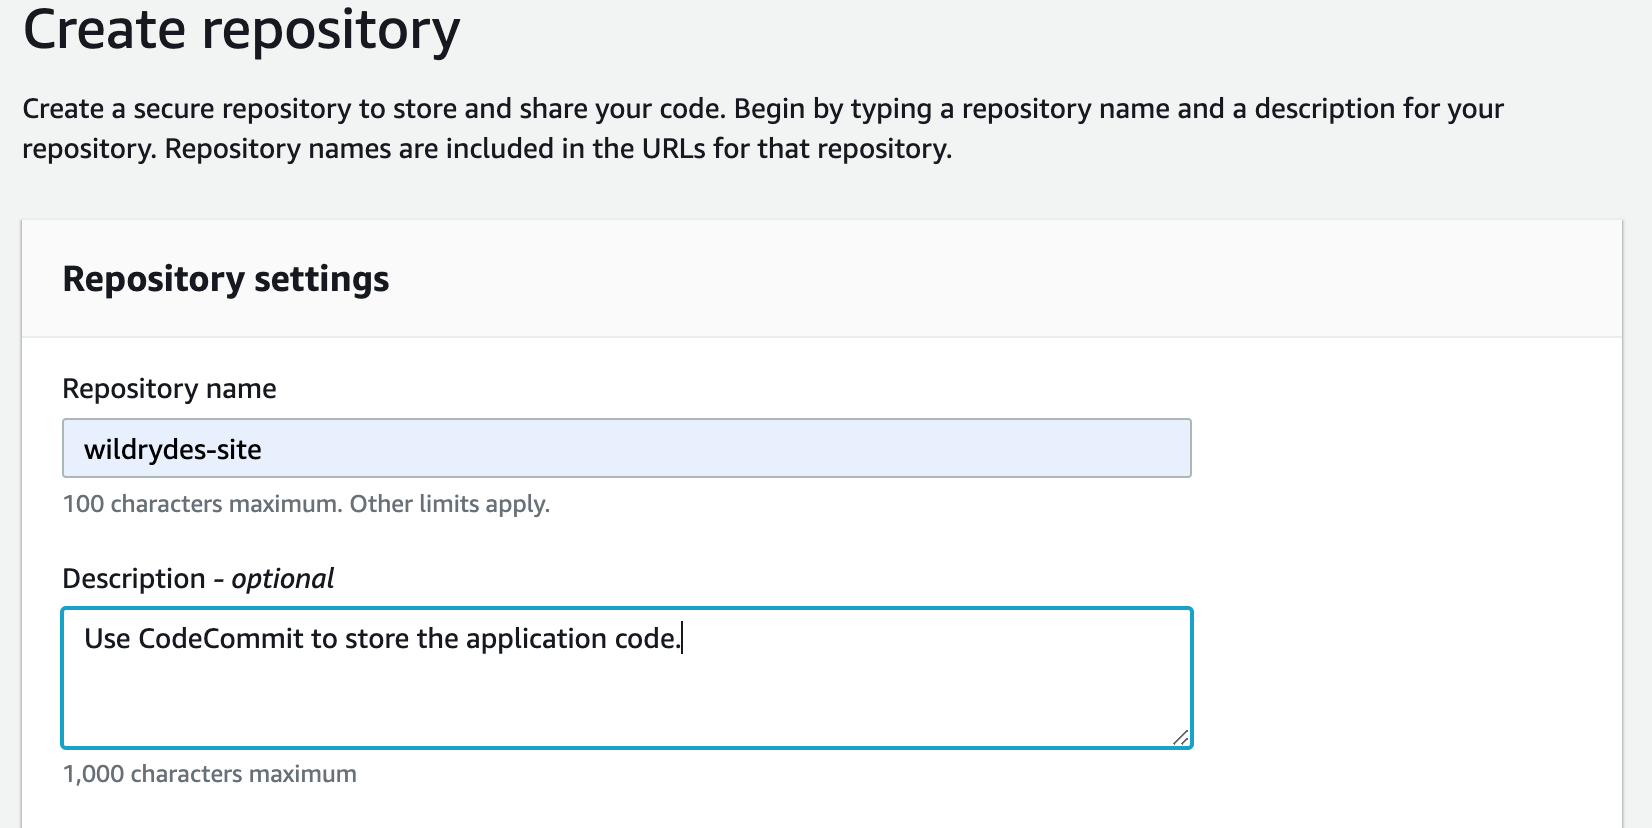 Create repository
Create a secure repository to store and share your code. Begin by typing a repository name and a description for your
repository. Repository names are included in the URLs for that repository.
Repository settings
Repository name
wildrydes-site
100 characters maximum. Other limits apply.
Description - optional
Use CodeCommit to store the application code.
1,000 characters maximum